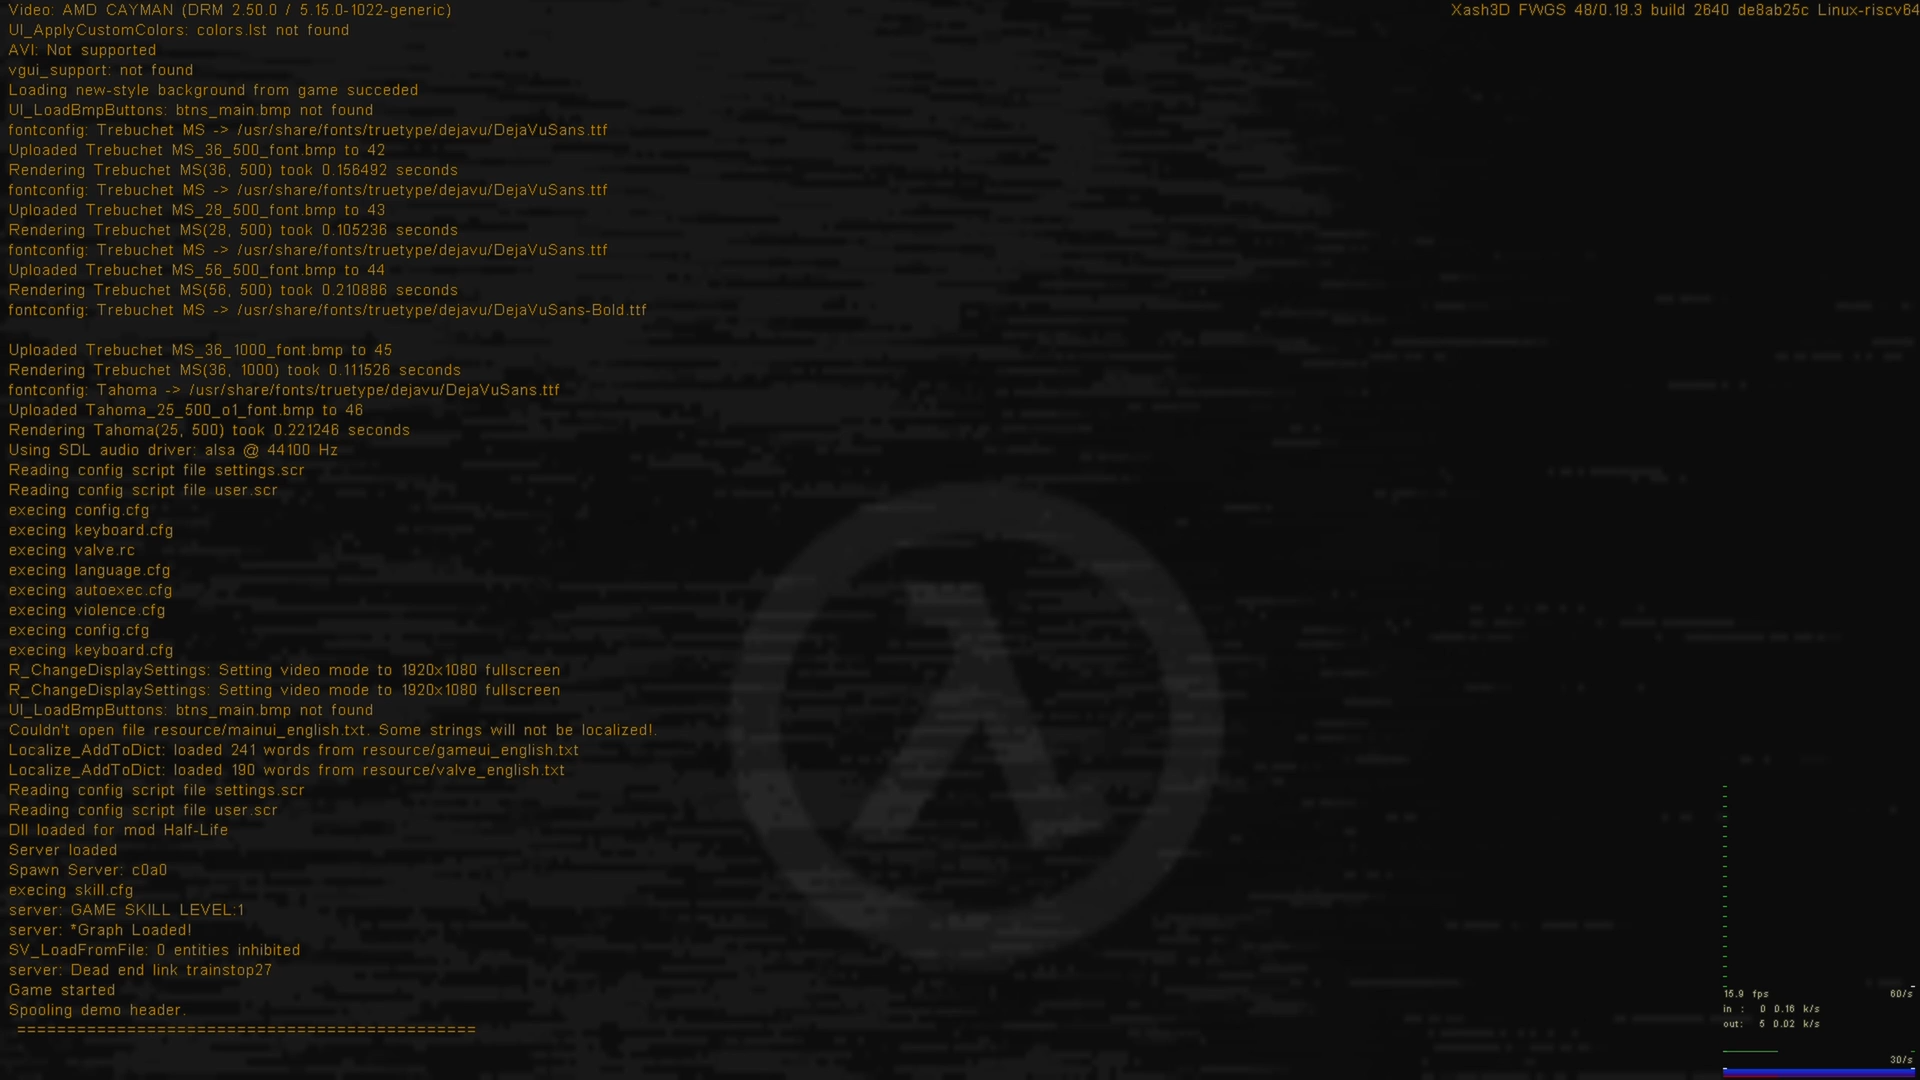 Video: AMD CAYMAN (DRM 2.50.0 / 5.15.0-1022-generic)
Xash3D FWGS 48/0.19.3 build 2640 de8ab25c Linux-riscv64
UI_ApplyCustomColors: colors.lst not found
AVI: Not supported
vgui_support: not found
Loading new-style background from game succeded
UI_LoadBmpButtons: btns_main.bmp not found
fontconfig: Trebuchet MS -> /usr/share/fonts/truetype/dejavu/DejaVuSans.ttf
Uploaded Trebuchet MS_36_500_font.bmp to 42
Rendering Trebuchet MS(36, 500) took 0.156492 seconds
fontconfig: Trebuchet MS -> /usr/share/fonts/truetype/dejavu/DejaVuSans.ttf
Uploaded Trebuchet MS_28_500_font.bmp to 43
Rendering Trebuchet MS(28, 500) took 0.105236 seconds
fontconfig: Trebuchet MS -> /usr/share/fonts/truetype/dejavu/DejaVuSans.ttf
Uploaded Trebuchet MS_56_500_font.bmp to 44
Rendering Trebuchet MS(56, 500) took 0.210886 seconds
fontconfig: Trebuchet MS -> /usr/share/fonts/truetype/dejavu/DejaVuSans-Bold.ttf
Uploaded Trebuchet MS_36_1000_font.bmp to 45
Rendering Trebuchet MS(36, 1000) took 0.111526 seconds
fontconfig: Tahoma -> /usr/share/fonts/truetype/dejavu/DejaVuSans.ttf
Uploaded Tahoma_25_500_o1_font.bmp to 46
Rendering Tahoma(25, 500) took 0.221246 seconds
Using SDL audio driver: alsa @ 44100 Hz
Reading config script file settings.scr
Reading config script file user.scr
execing config.cfg
execing keyboard.cfg
execing valve.rc
execing language.cfg
execing autoexec.cfg
execing violence.cfg
execing config.cfg
execing keyboard.cfg
R_ChangeDisplaySettings: Setting video mode to 1920x1080 fullscreen
R_ChangeDisplaySettings: Setting video mode to 1920x1080 fullscreen
UI_LoadBmpButtons: btns_main.bmp not found
Couldn't open file resource/mainui_english.txt. Some strings will not be localized!.
Localize_AddToDict: loaded 241 words from resource/gameui_english.txt
Localize_AddToDict: loaded 190 words from resource/valve_english.txt
Reading config script file settings.scr
Reading config script file user.scr
Dll loaded for mod Half-Life
Server loaded
Spawn Server: c0a0
execing skill.cfg
server: GAME SKILL LEVEL:1
server: *Graph Loaded!
SV_LoadFromFile: 0 entities inhibited
server: Dead end link trainstop27
Game started
Spooling demo header.
==============================================
15.9 fps 60/s
in : 0 0.16 k/s
out: 5 0.02 k/s
30/s